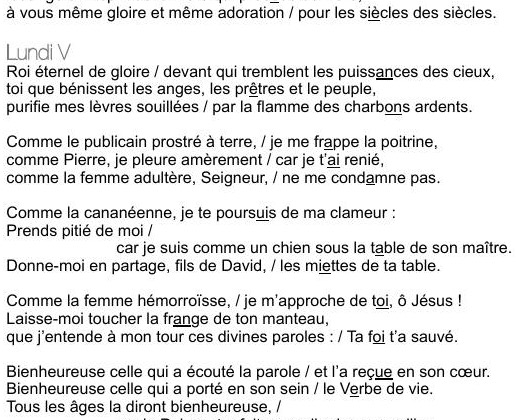 à vous même gloire et même adoration / pour les siècles des siècles.
Lundi V
Roi éternel de gloire / devant qui tremblent les puissances des cieux,
toi que bénissent les anges, les prêtres et le peuple,
purifie mes lèvres souillées / par la flamme des charbons ardents.
Comme le publicain prostré à terre, / je me frappe la poitrine,
comme Pierre, je pleure amèrement / car je t'ai renié,
comme la femme adultère, Seigneur, / ne me condamne pas.
Comme la cananéenne, je te poursuis de ma clameur :
Prends pitié de moi /
car je suis comme un chien sous la table de son maître.
Donne-moi en partage, fils de David, / les miettes de ta table.
Comme la femme hémorroïsse, / je m'approche de toi, ô Jésus !
Laisse-moi toucher la frange de ton manteau,
que j'entende à mon tour ces divines paroles : / Ta foi t'a sauvé.
Bienheureuse celle qui a écouté la parole / et l'a reçue en son cœur.
Bienheureuse celle qui a porté en son sein / le Verbe de vie.
Tous les âges la diront bienheureuse, /